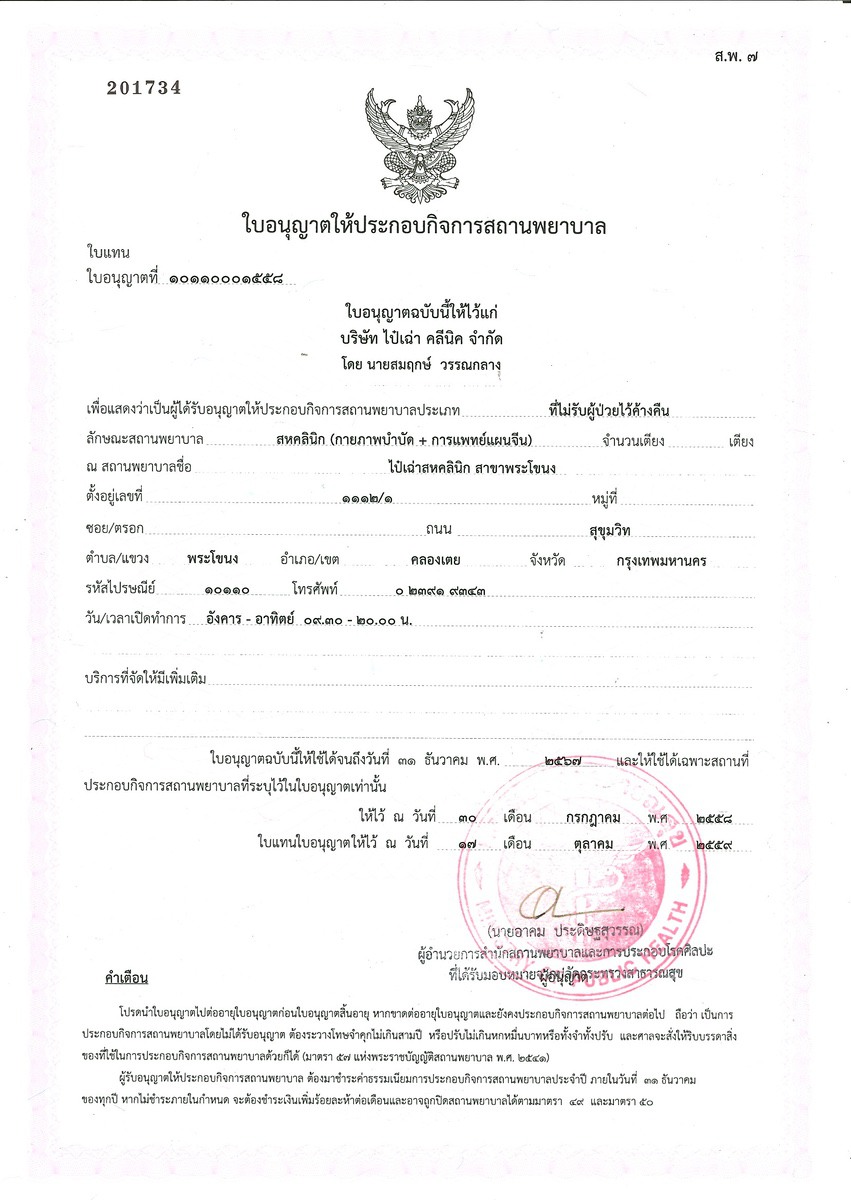 ส.พ. ๗
201734
ใบอนุญาตให้ประกอบกิจการสถานพยาบาล
ใบแทน
ใบอนุญาตที่ ๑๐๑๑๐๐๐๑๕๕๘
ใบอนุญาตฉบับนี้ให้ไว้แก่
บริษัท ไป๋เฉ่า คลีนิค จำกัด
โดย นายสมฤกษ์ วรรณกลาง
เพื่อแสดงว่าเป็นผู้ได้รับอนุญาตให้ประกอบกิจการสถานพยาบาลประเภท ที่ไม่รับผู้ป่วยไว้ค้างคืน
ลักษณะสถานพยาบาล สหคลินิก (กายภาพบำบัด + การแพทย์แผนจีน) จำนวนเตียง เตียง
ณ สถานพยาบาลชื่อ ไป๋เฉ่าสหคลินิก สาขาพระโขนง
ตั้งอยู่เลขที่ ๑๑๑๒/๑ หมู่ที่
ซอย/ตรอก ถนน สุขุมวิท
ตำบล/แขวง พระโขนง อำเภอ/เขต คลองเตย จังหวัด กรุงเทพมหานคร
รหัสไปรษณีย์ ๑๐๑๑๐ โทรศัพท์ ๐ ๒๓๙๑ ๙๓๔๓
วัน/เวลาเปิดทำการ อังคาร - อาทิตย์ ๐๙.๓๐ - ๒๐.๐๐ น.
บริการที่จัดให้มีเพิ่มเติม
ใบอนุญาตฉบับนี้ให้ใช้ได้จนถึงวันที่ ๓๑ ธันวาคม พ.ศ. ๒๕๖๗ และให้ใช้ได้เฉพาะสถานที่
ประกอบกิจการสถานพยาบาลที่ระบุไว้ในใบอนุญาตเท่านั้น
ให้ไว้ ณ วันที่ ๓๐ เดือน กรกฎาคม พ.ศ ๒๕๕๘
ใบแทนใบอนุญาตให้ไว้ ณ วันที่ ๑๗ เดือน ตุลาคม พ.ศ ๒๕๕๙
(นายอาคม ประดิษฐสุวรรณ)
ผู้อำนวยการสำนักสถานพยาบาลและการประกอบโรคศิลปะ
ที่ได้รับมอบหมายจากปลัดกระทรวงสาธารณสุข
ผู้อนุญาต
MINISTRY OF PUBLIC HEALTH
คำเตือน
โปรดนำใบอนุญาตไปต่ออายุใบอนุญาตก่อนใบอนุญาตสิ้นอายุ หากขาดต่ออายุใบอนุญาตและยังคงประกอบกิจการสถานพยาบาลต่อไป ถือว่า เป็นการ
ประกอบกิจการสถานพยาบาลโดยไม่ได้รับอนุญาต ต้องระวางโทษจำคุกไม่เกินสามปี หรือปรับไม่เกินหกหมื่นบาทหรือทั้งจำทั้งปรับ และศาลจะสั่งให้ริบบรรดาสิ่ง
ของที่ใช้ในการประกอบกิจการสถานพยาบาลด้วยก็ได้ (มาตรา ๕๗ แห่งพระราชบัญญัติสถานพยาบาล พ.ศ. ๒๕๔๑)
ผู้รับอนุญาตให้ประกอบกิจการสถานพยาบาล ต้องมาชำระค่าธรรมเนียมการประกอบกิจการสถานพยาบาลประจำปี ภายในวันที่ ๓๑ ธันวาคม
ของทุกปี หากไม่ชำระภายในกำหนด จะต้องชำระเงินเพิ่มร้อยละห้าต่อเดือนและอาจถูกปิดสถานพยาบาลได้ตามมาตรา ๔๙ และมาตรา ๕๐